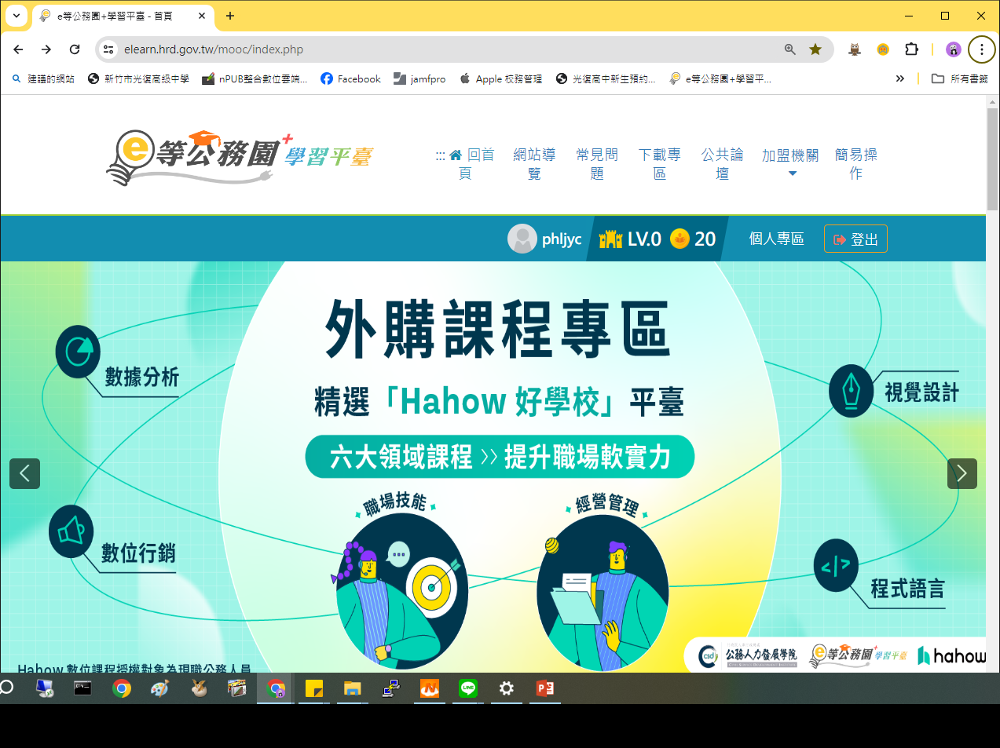 e等公務園+學習平臺 - 首頁
elearn.hrd.gov.tw/mooc/index.php
建議的網站
新竹市光復高級中學
nPUB整合數位雲端...
Facebook
jamfpro
Apple 校務管理
光復高中新生預約...
e等公務園+學習平...
所有書籤
e等公務園+學習平臺
::: 回首頁
網站導覽
常見問題
下載專區
公共論壇
加盟機關
簡易操作
phljyc
LV.0
20
個人專區
登出
外購課程專區
精選「Hahow 好學校」平臺
六大領域課程 >> 提升職場軟實力
數據分析
視覺設計
職場技能
經營管理
數位行銷
程式語言
</>
csdi
公務人力發展學院
e等公務園+學習平臺
hahow
Hahow 數位課程授權對象為現職公務人員
LINE